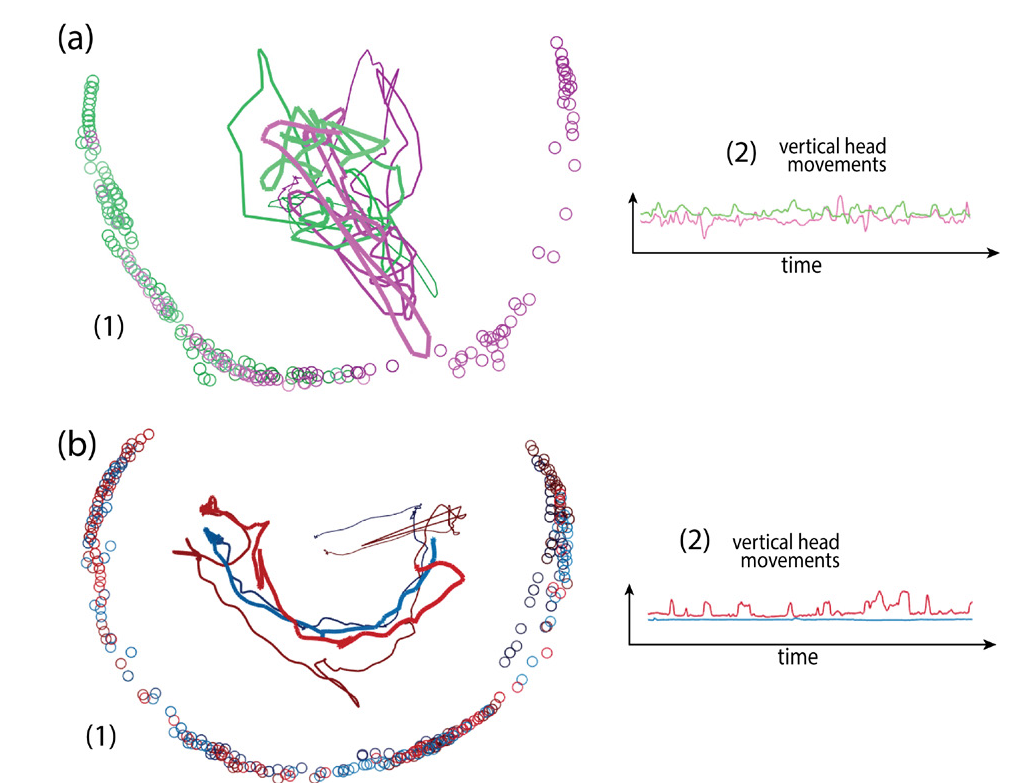 (a)
(2) vertical head
movements
time
(1)
(b)
(2) vertical head
movements
time
(1)